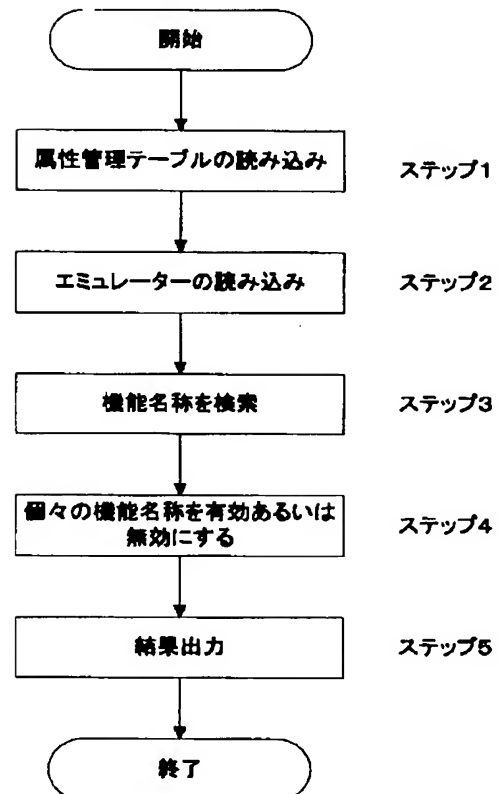 開始
属性管理テーブルの読み込み
ステップ1
エミュレーターの読み込み
ステップ2
機能名称を検索
ステップ3
個々の機能名称を有効あるいは
無効にする
ステップ4
結果出力
ステップ5
終了